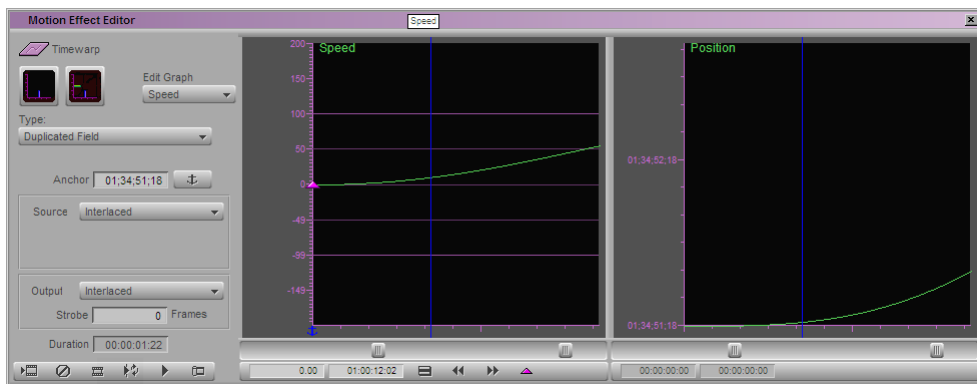 Motion Effect Editor
Speed
Timewarp
Edit Graph
Speed
Type:
Duplicated Field
Anchor 01;34;51;18
Source Interlaced
Output Interlaced
Strobe 0 Frames
Duration 00:00:01:22
Speed
200
150
100
50
0
-49
-99
-149
0.00 01:00:12:02
Position
01;34;52;18
01;34;51;18
00:00:00:00 00:00:00:00